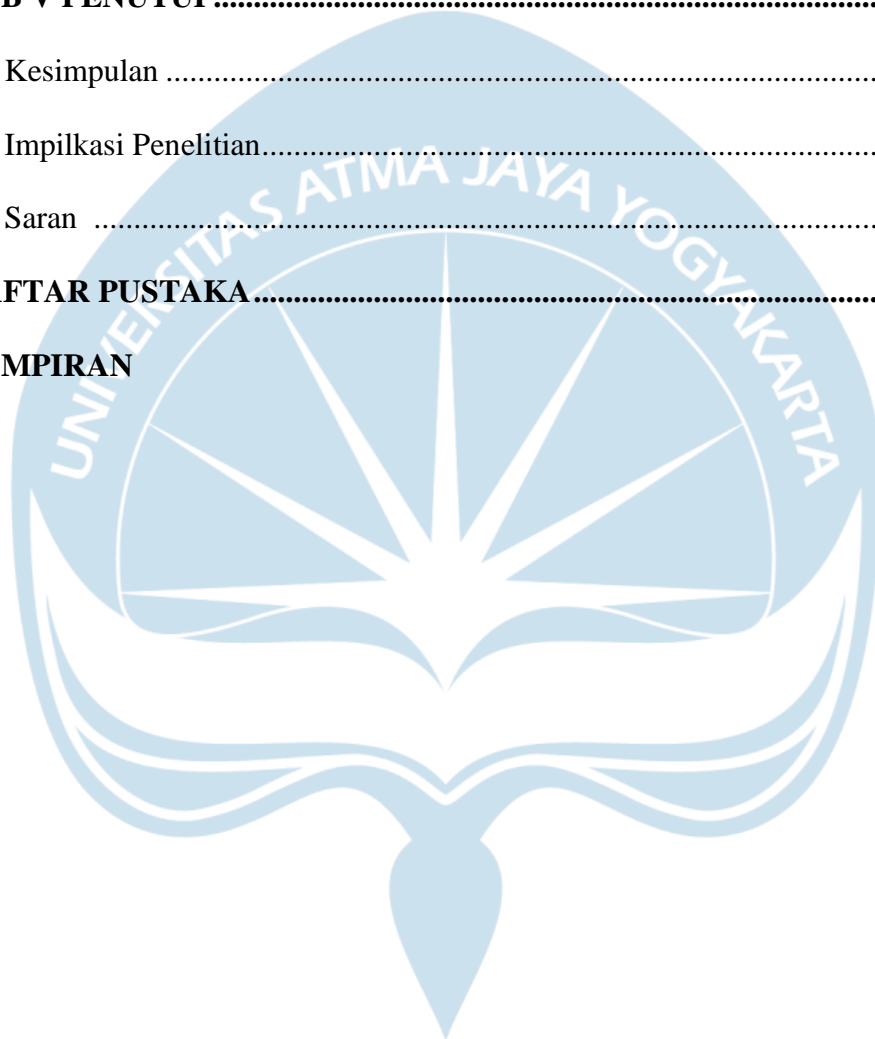 B V PENUTUP ................................................................................
Kesimpulan ................................................................................
Impilkasi Penelitian................................................................................
Saran ................................................................................
FTAR PUSTAKA ................................................................................
MPIRAN
UNIVERSITAS ATMA JAYA YOGYAKARTA